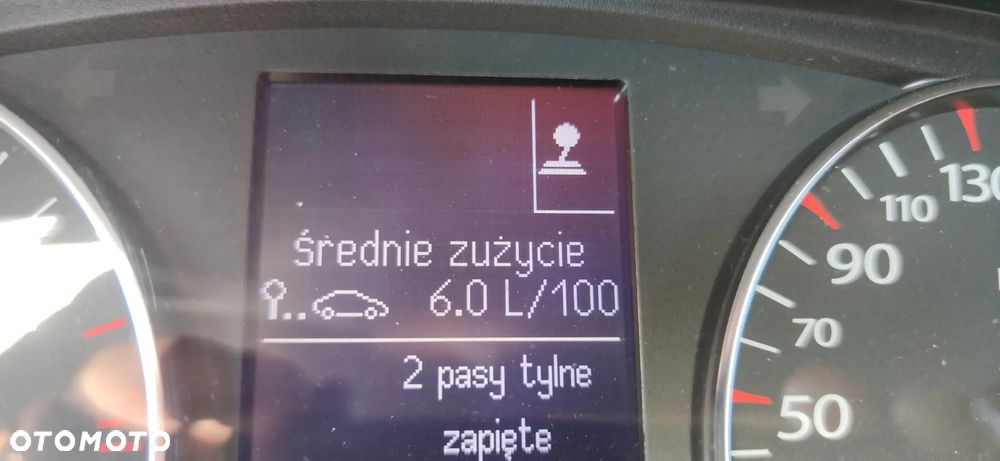 średnie zużycie
6.0 L/100
2 pasy tylne
zapięte
130
110
90
70
50
OTOMOTO